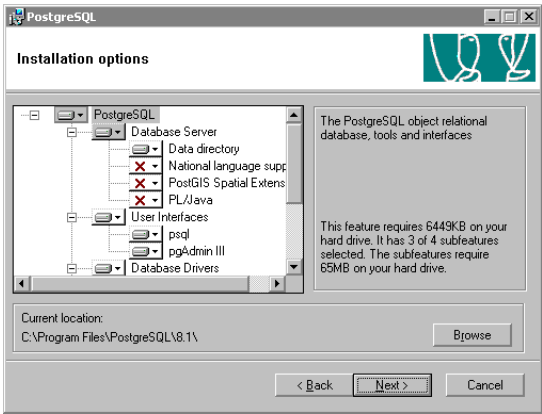 PostgreSQL
Installation options
PostgreSQL
Database Server
Data directory
National language supp
PostGIS Spatial Extens
PL/Java
User Interfaces
psql
pgAdmin III
Database Drivers
The PostgreSQL object relational
database, tools and interfaces
This feature requires 6449KB on your
hard drive. It has 3 of 4 subfeatures
selected. The subfeatures require
65MB on your hard drive.
Current location:
C:\Program Files\PostgreSQL\8.1\
Browse
< Back
Next >
Cancel